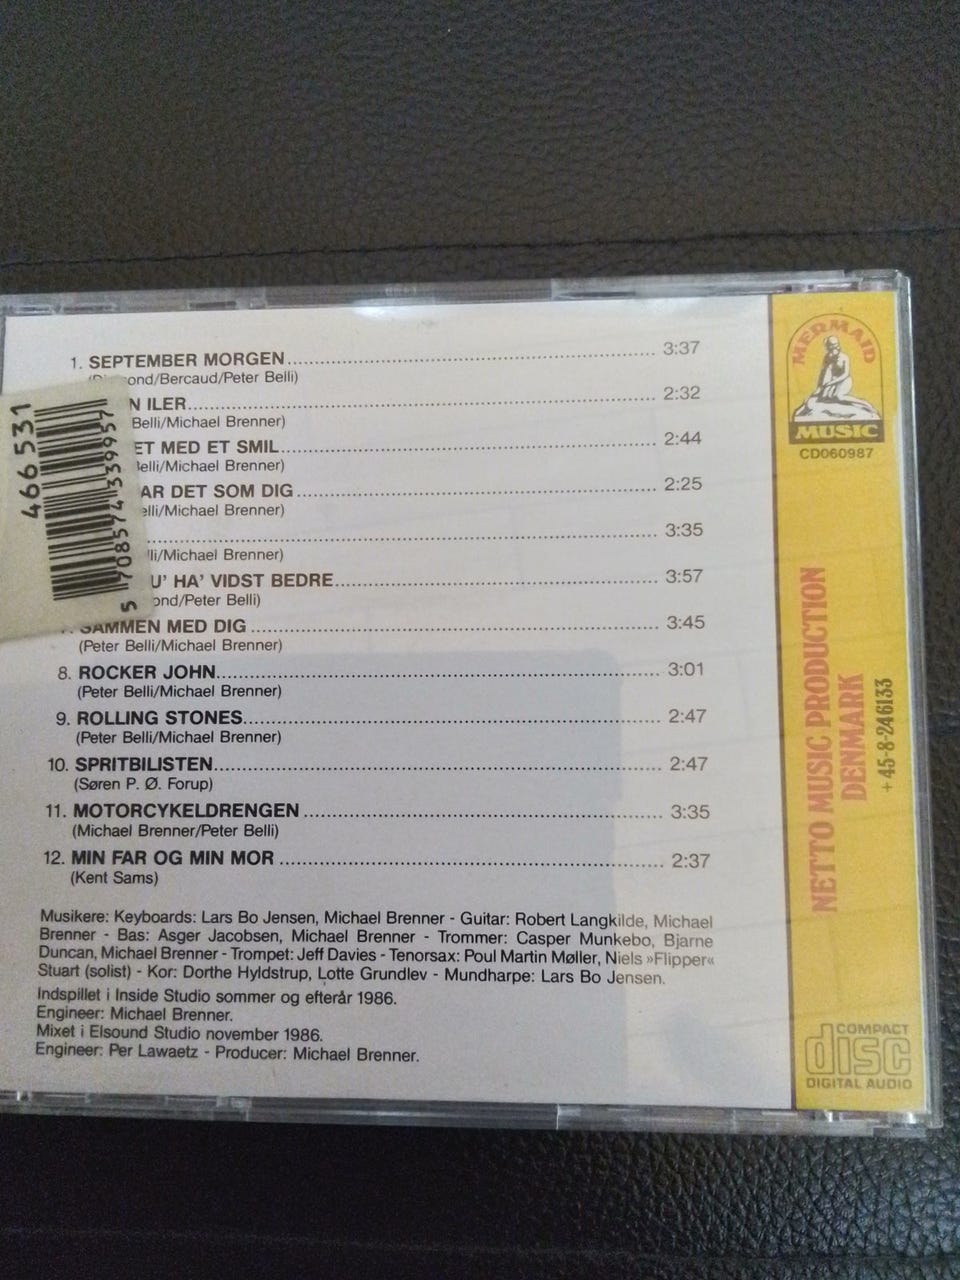 1. SEPTEMBER MORGEN 3:37
(Diamond/Bercaud/Peter Belli)
ILER 2:32
Belli/Michael Brenner)
MED ET SMIL 2:44
Belli/Michael Brenner)
DET SOM DIG 2:25
/Michael Brenner)
3:35
/Michael Brenner)
U' HA' VIDST BEDRE 3:57
/Peter Belli)
7. SAMMEN MED DIG 3:45
(Peter Belli/Michael Brenner)
8. ROCKER JOHN 3:01
(Peter Belli/Michael Brenner)
9. ROLLING STONES 2:47
(Peter Belli/Michael Brenner)
10. SPRITBILISTEN 2:47
(Søren P. Ø. Forup)
11. MOTORCYKELDRENGEN 3:35
(Michael Brenner/Peter Belli)
12. MIN FAR OG MIN MOR 2:37
(Kent Sams)
Musikere: Keyboards: Lars Bo Jensen, Michael Brenner - Guitar: Robert Langkilde, Michael
Brenner - Bas: Asger Jacobsen, Michael Brenner - Trommer: Casper Munkebo, Bjarne
Duncan, Michael Brenner - Trompet: Jeff Davies - Tenorsax: Poul Martin Møller, Niels »Flipper«
Stuart (solist) - Kor: Dorthe Hyldstrup, Lotte Grundlev - Mundharpe: Lars Bo Jensen.
Indspillet i Inside Studio sommer og efterår 1986.
Engineer: Michael Brenner.
Mixet i Elsound Studio november 1986.
Engineer: Per Lawaetz - Producer: Michael Brenner.
466531
5 708574 339957
MERMAID
MUSIC
CD060987
NETTO MUSIC PRODUCTION
DENMARK
+45-8-246133
COMPACT
disc
DIGITAL AUDIO